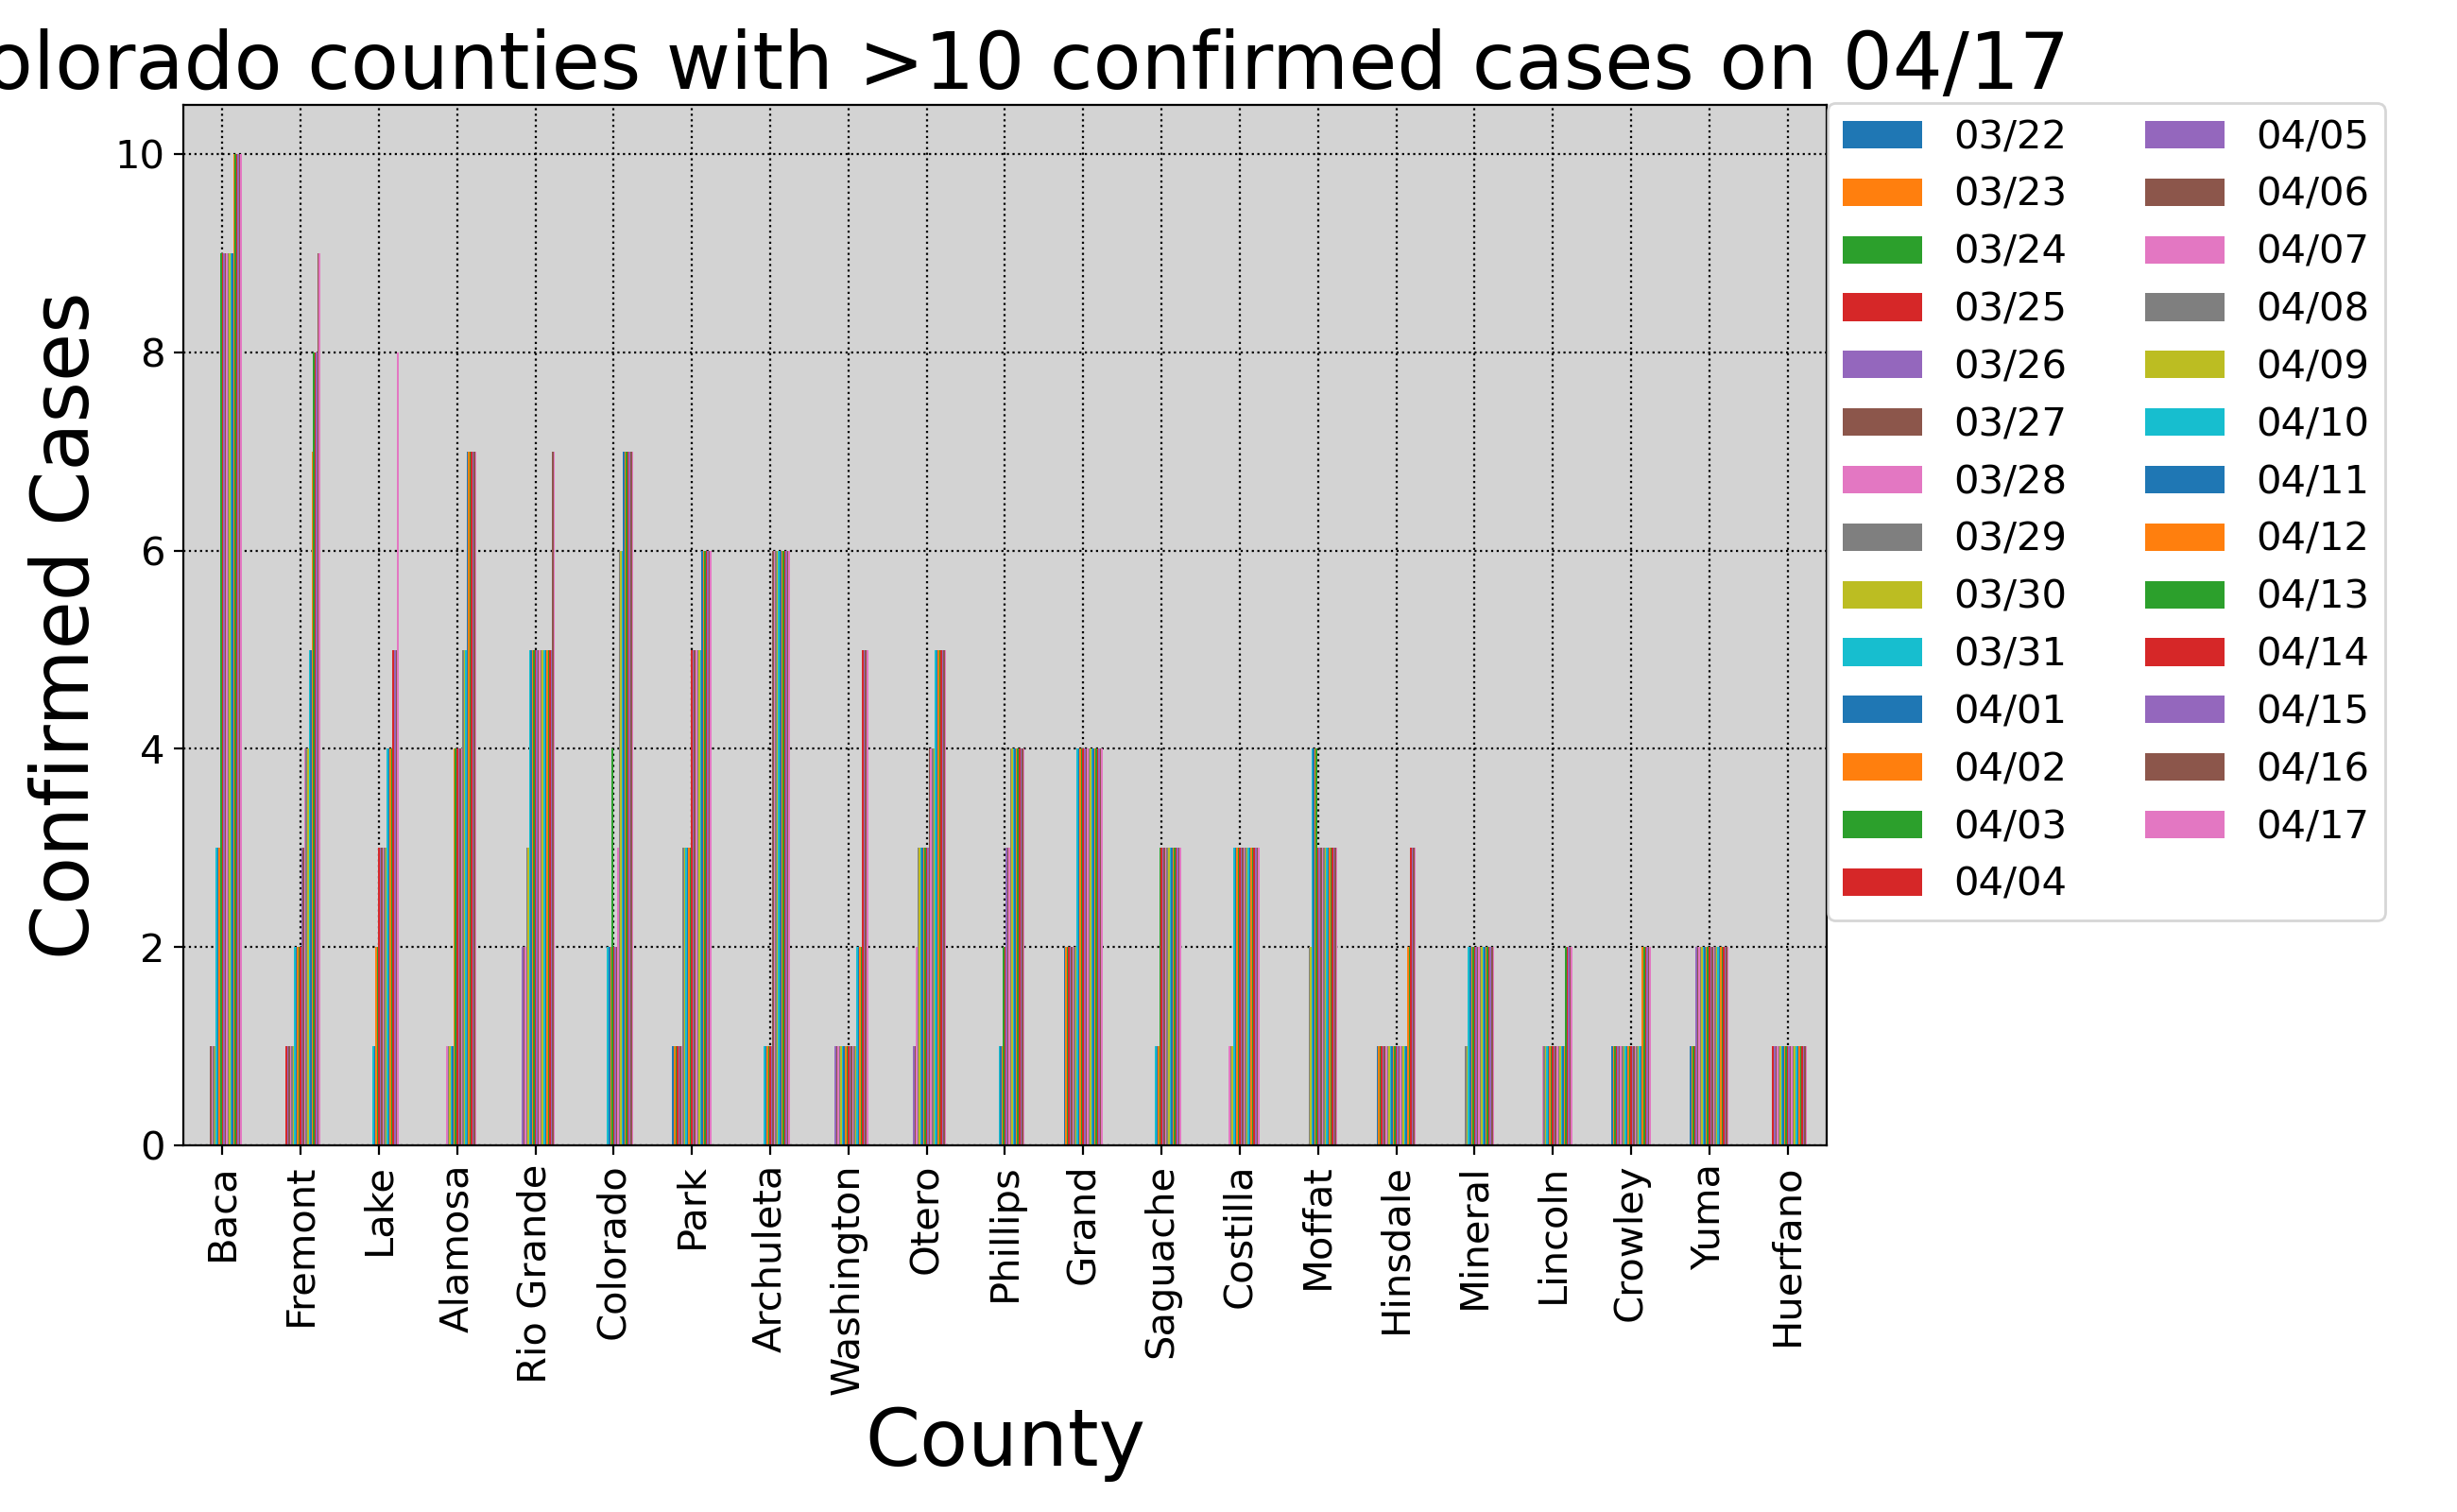 olorado counties with >10 confirmed cases on 04/17
Confirmed Cases
10
8
6
4
2
0
Baca
Fremont
Lake
Alamosa
Rio Grande
Colorado
Park
Archuleta
Washington
Otero
Phillips
Grand
Saguache
Costilla
Moffat
Hinsdale
Mineral
Lincoln
Crowley
Yuma
Huerfano
County
03/22
03/23
03/24
03/25
03/26
03/27
03/28
03/29
03/30
03/31
04/01
04/02
04/03
04/04
04/05
04/06
04/07
04/08
04/09
04/10
04/11
04/12
04/13
04/14
04/15
04/16
04/17